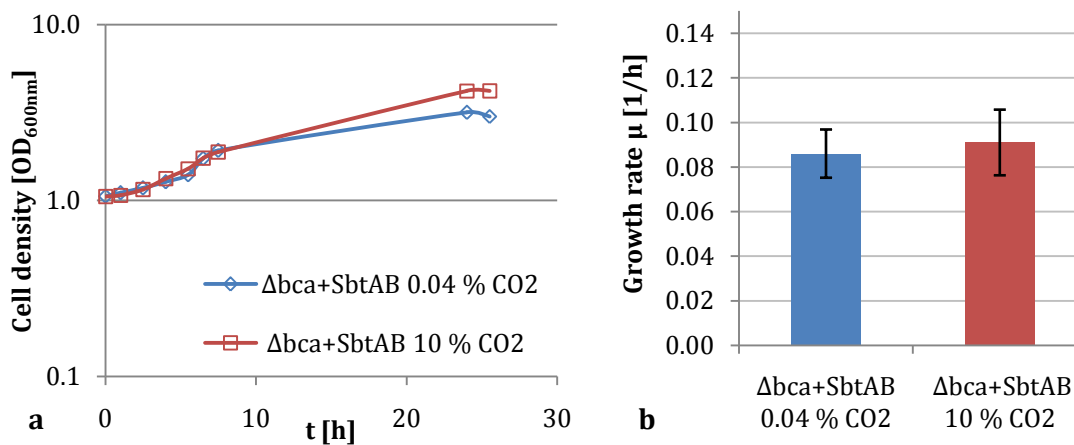 10.0
1.0
0.1
Cell density [OD600nm]
0
10
20
30
t [h]
Δbca+SbtAB 0.04 % CO2
Δbca+SbtAB 10 % CO2
a
0.14
0.12
0.10
0.08
0.06
0.04
0.02
0.00
Growth rate μ [1/h]
Δbca+SbtAB
0.04 % CO2
Δbca+SbtAB
10 % CO2
b